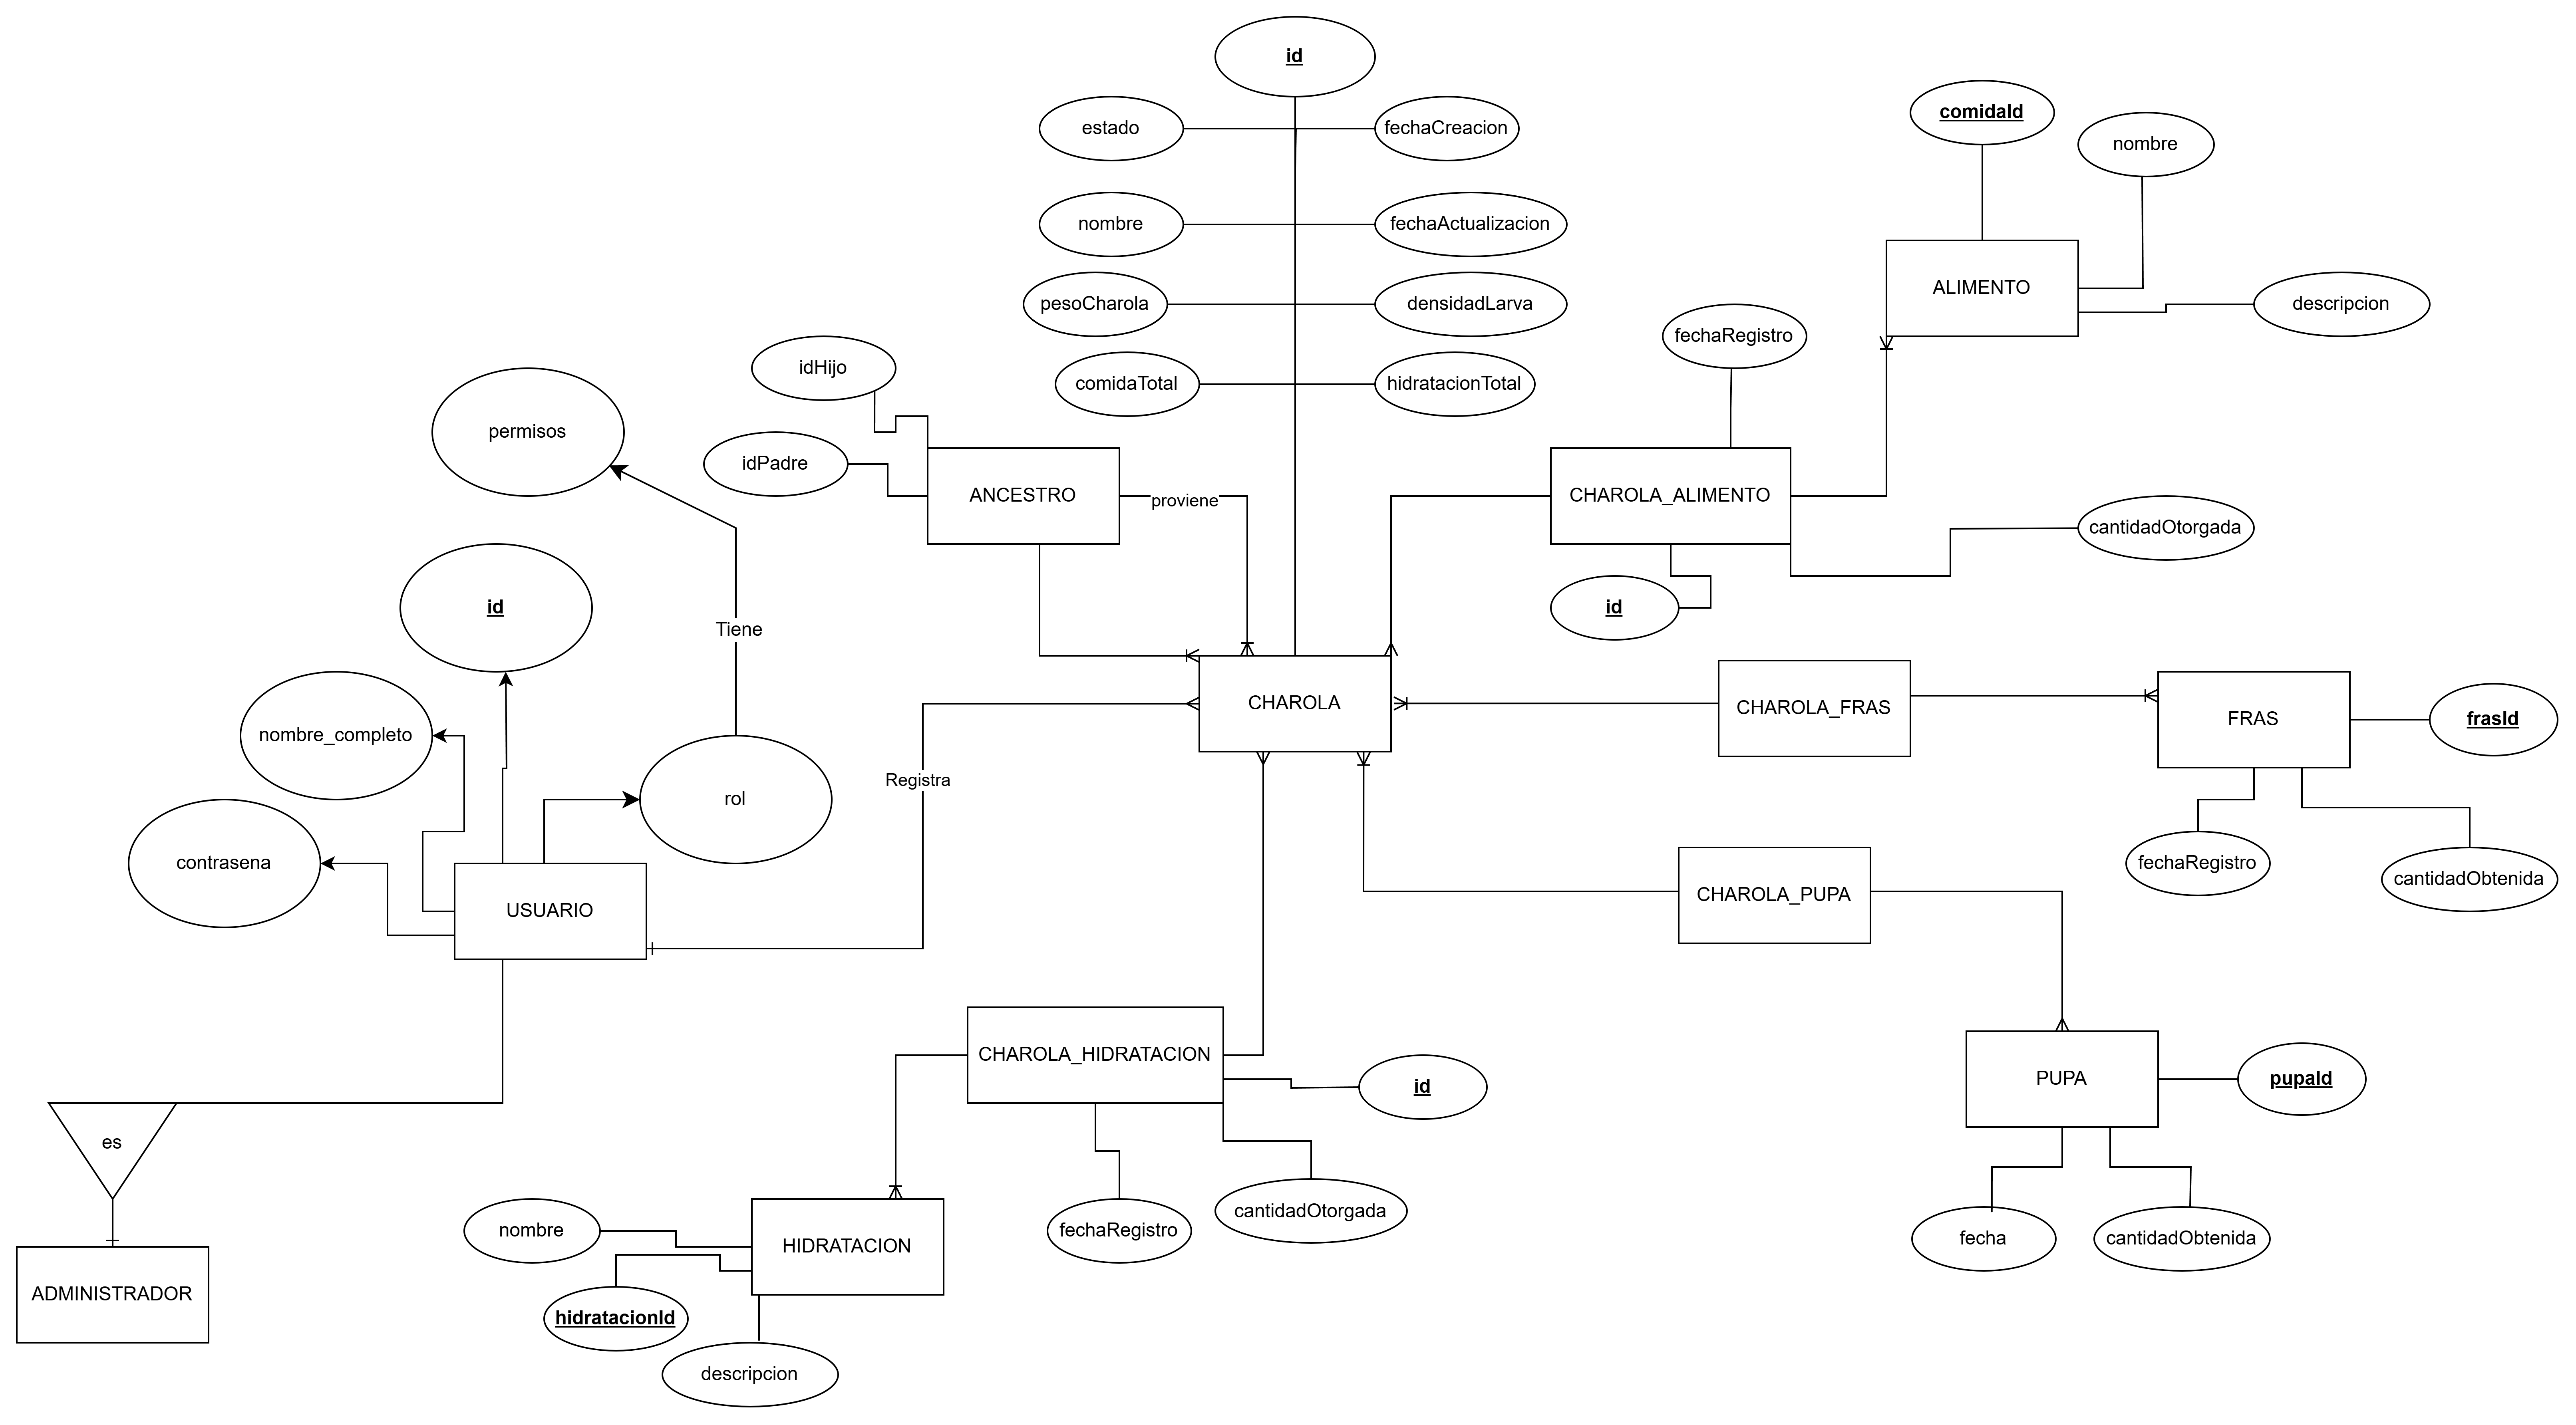 id
estado
fechaCreacion
comidaId
nombre
nombre
fechaActualizacion
ALIMENTO
pesoCharola
densidadLarva
descripcion
fechaRegistro
idHijo
comidaTotal
hidratacionTotal
permisos
idPadre
ANCESTRO
proviene
CHAROLA_ALIMENTO
cantidadOtorgada
id
id
Tiene
CHAROLA
CHAROLA_FRAS
FRAS
frasId
nombre_completo
Registra
rol
contrasena
fechaRegistro
cantidadObtenida
USUARIO
CHAROLA_PUPA
CHAROLA_HIDRATACION
id
PUPA
pupaId
es
nombre
fechaRegistro
cantidadOtorgada
fecha
cantidadObtenida
HIDRATACION
ADMINISTRADOR
hidratacionId
descripcion